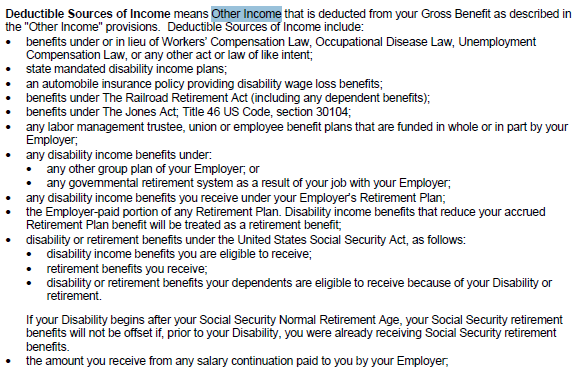 Deductible Sources of Income means Other Income that is deducted from your Gross Benefit as described in
the "Other Income" provisions. Deductible Sources of Income include:
• benefits under or in lieu of Workers' Compensation Law, Occupational Disease Law, Unemployment
Compensation Law, or any other act or law of like intent;
• state mandated disability income plans;
• an automobile insurance policy providing disability wage loss benefits;
• benefits under The Railroad Retirement Act (including any dependent benefits);
• benefits under The Jones Act; Title 46 US Code, section 30104;
• any labor management trustee, union or employee benefit plans that are funded in whole or in part by your
Employer;
• any disability income benefits under:
• any other group plan of your Employer; or
• any governmental retirement system as a result of your job with your Employer;
• any disability income benefits you receive under your Employer's Retirement Plan;
• the Employer-paid portion of any Retirement Plan. Disability income benefits that reduce your accrued
Retirement Plan benefit will be treated as a retirement benefit;
• disability or retirement benefits under the United States Social Security Act, as follows:
• disability income benefits you are eligible to receive;
• retirement benefits you receive;
• disability or retirement benefits your dependents are eligible to receive because of your Disability or
retirement.
If your Disability begins after your Social Security Normal Retirement Age, your Social Security retirement
benefits will not be offset if, prior to your Disability, you were already receiving Social Security retirement
benefits.
• the amount you receive from any salary continuation paid to you by your Employer;